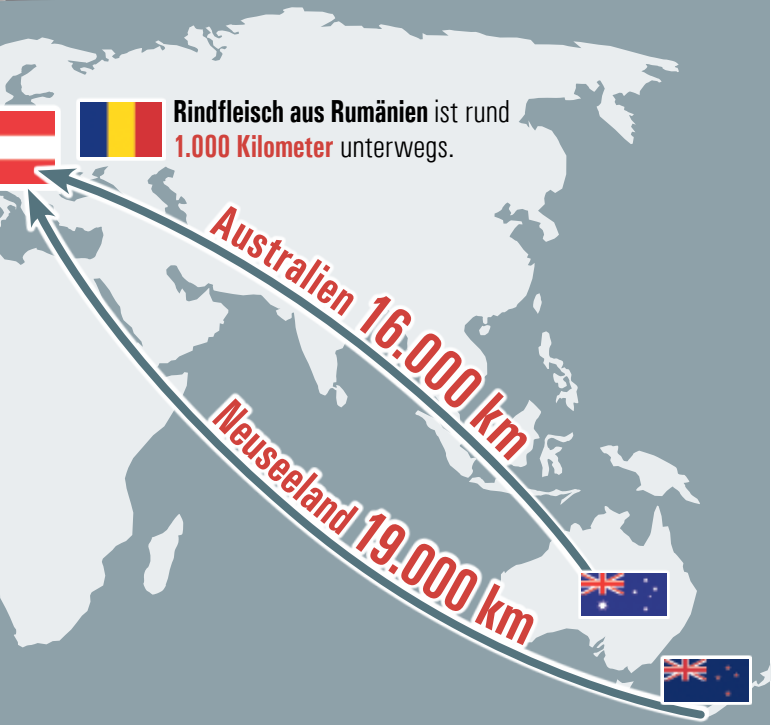 Rindfleisch aus Rumänien ist rund
1.000 Kilometer unterwegs.
Australien 16.000 km
Neuseeland 19.000 km